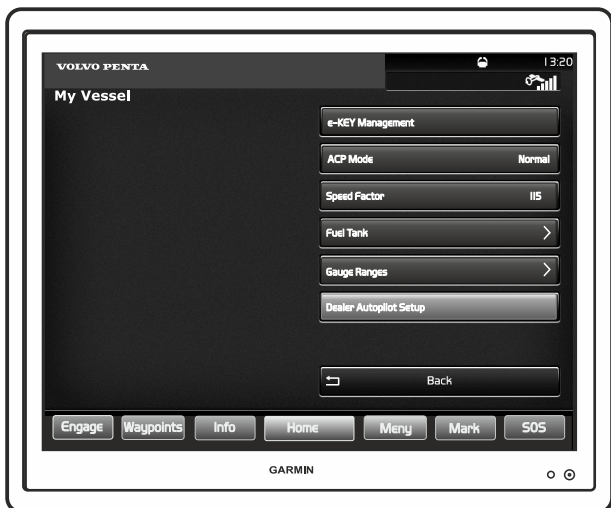 VOLVO PENTA
13:20
My Vessel
e-KEY Management
ACP Mode Normal
Speed Factor 115
Fuel Tank
Gauge Ranges
Dealer Autopilot Setup
Back
Engage Waypoints Info Home Meny Mark SOS
GARMIN